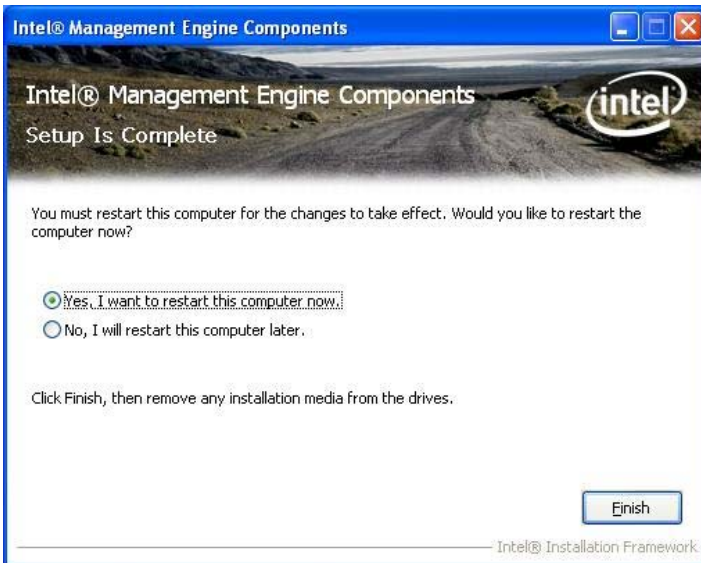 Intel® Management Engine Components
Intel® Management Engine Components
intel
Setup Is Complete
You must restart this computer for the changes to take effect. Would you like to restart the
computer now?
Yes, I want to restart this computer now.
No, I will restart this computer later.
Click Finish, then remove any installation media from the drives.
Finish
Intel® Installation Framework